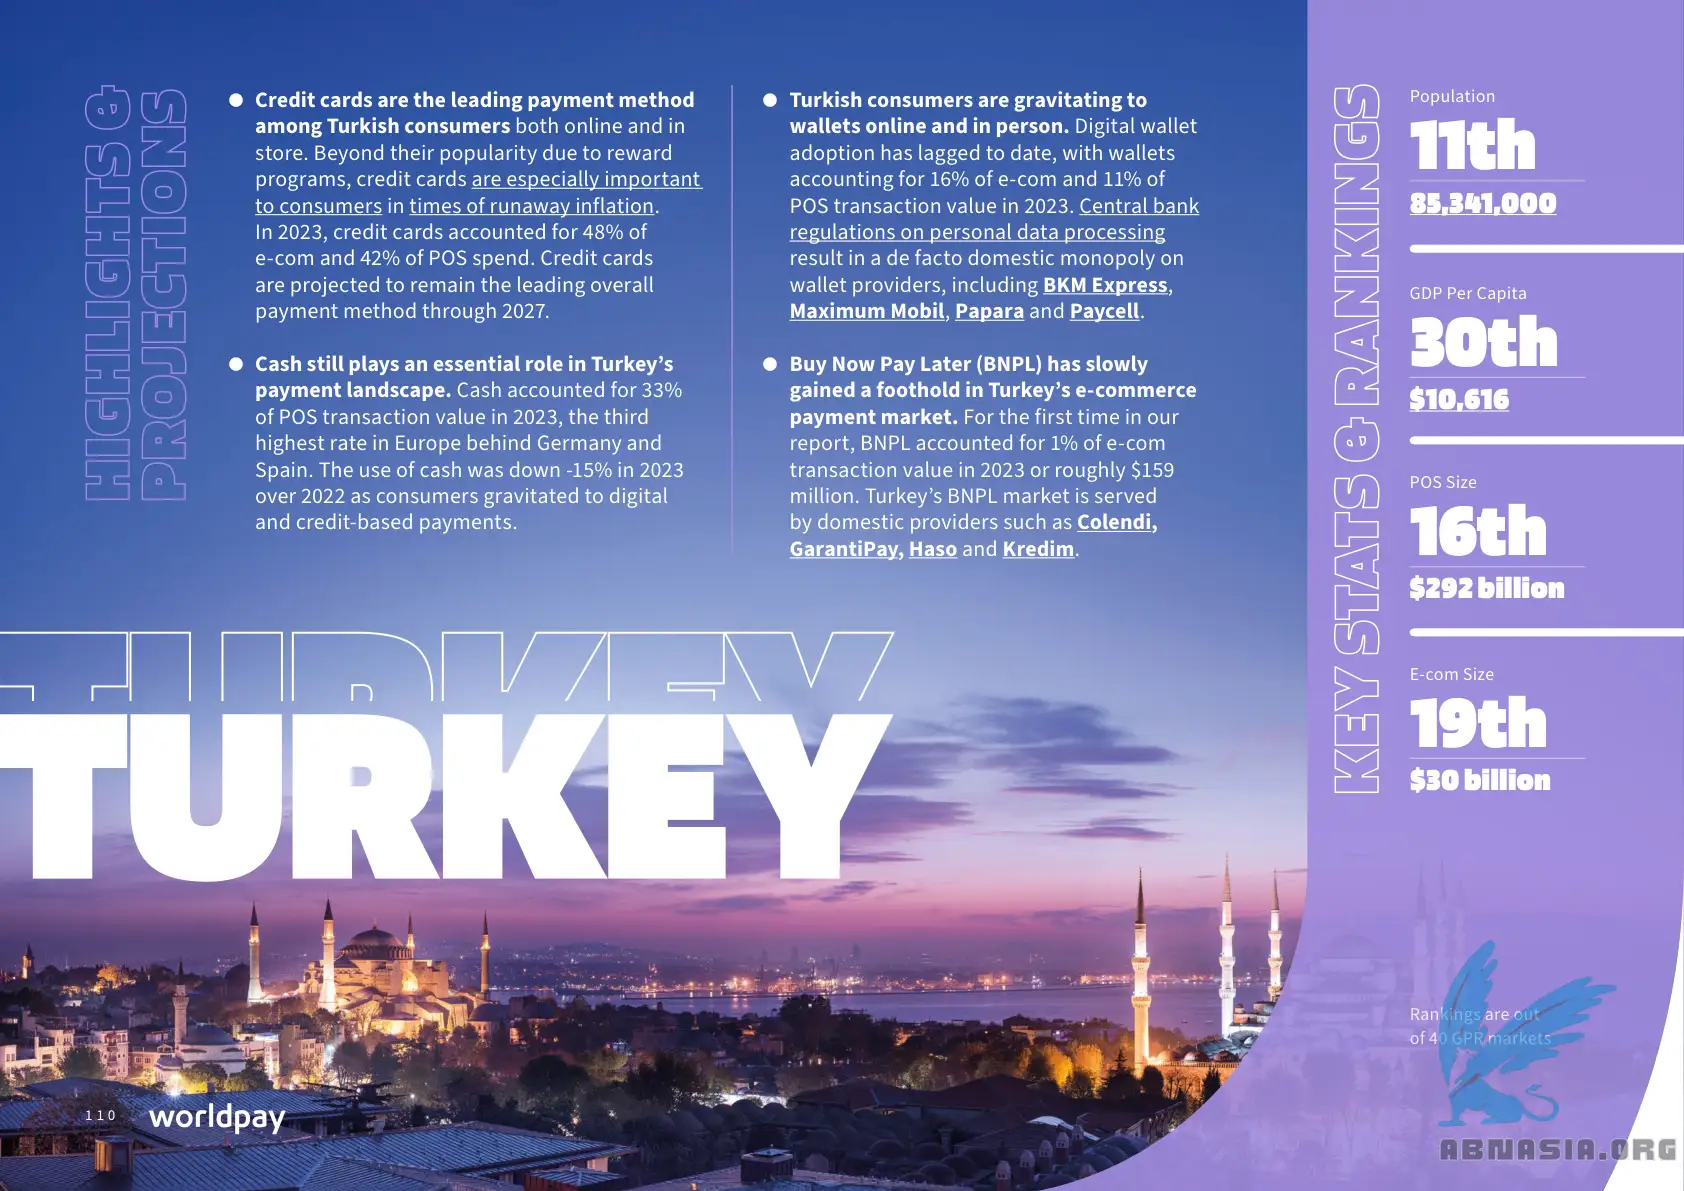 HIGHLIGHTS &
PROJECTIONS
● Credit cards are the leading payment method
among Turkish consumers both online and in
store. Beyond their popularity due to reward
programs, credit cards are especially important
to consumers in times of runaway inflation.
In 2023, credit cards accounted for 48% of
e-com and 42% of POS spend. Credit cards
are projected to remain the leading overall
payment method through 2027.
● Cash still plays an essential role in Turkey’s
payment landscape. Cash accounted for 33%
of POS transaction value in 2023, the third
highest rate in Europe behind Germany and
Spain. The use of cash was down -15% in 2023
over 2022 as consumers gravitated to digital
and credit-based payments.
● Turkish consumers are gravitating to
wallets online and in person. Digital wallet
adoption has lagged to date, with wallets
accounting for 16% of e-com and 11% of
POS transaction value in 2023. Central bank
regulations on personal data processing
result in a de facto domestic monopoly on
wallet providers, including BKM Express,
Maximum Mobil, Papara and Paycell.
● Buy Now Pay Later (BNPL) has slowly
gained a foothold in Turkey’s e-commerce
payment market. For the first time in our
report, BNPL accounted for 1% of e-com
transaction value in 2023 or roughly $159
million. Turkey’s BNPL market is served
by domestic providers such as Colendi,
GarantiPay, Haso and Kredim.
TURKEY
TURKEY
KEY STATS & RANKINGS
Population
11th
85,341,000
GDP Per Capita
30th
$10,616
POS Size
16th
$292 billion
E-com Size
19th
$30 billion
Rankings are out
of 40 GPR markets
110
worldpay
ABNASIA.ORG